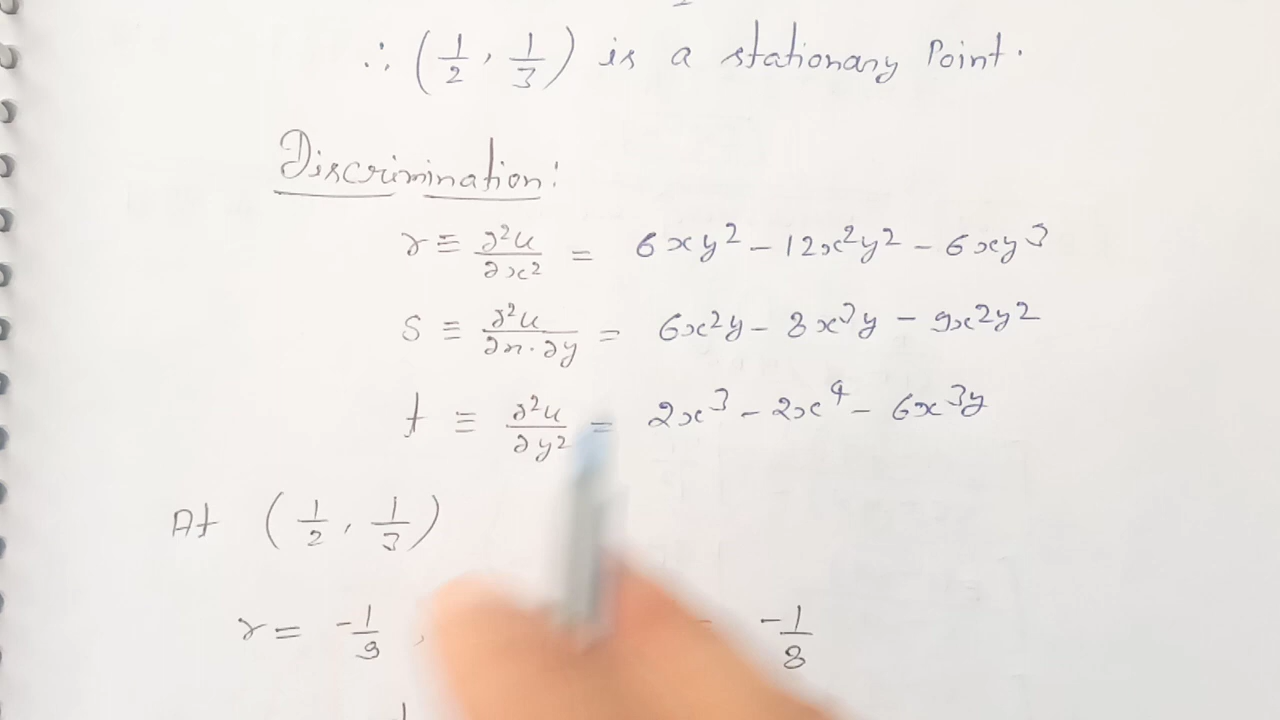 ∴ (1/2, 1/3) is a stationary Point.
Discrimination:
r ≡ ∂²u/∂x² = 6xy² - 12x²y² - 6xy³
s ≡ ∂²u/∂x·∂y = 6x²y - 8x³y - 9x²y²
t ≡ ∂²u/∂y² = 2x³ - 2x⁴ - 6x³y
At (1/2, 1/3)
r = -1/9, -1/8